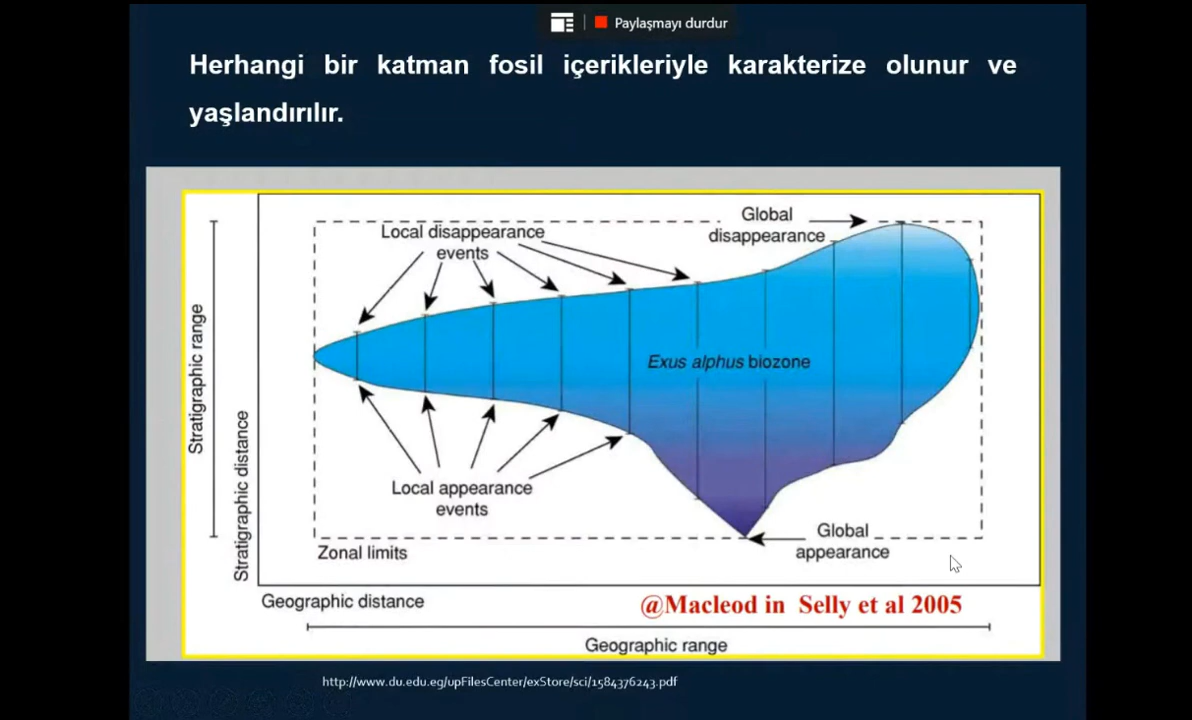 Paylaşmayı durdur
Herhangi bir katman fosil içerikleriyle karakterize olunur ve
yaşlandırılır.
Global
disappearance
Local disappearance
events
Stratigraphic range
Stratigraphic distance
Exus alphus biozone
Local appearance
events
Global
appearance
Zonal limits
Geographic distance
@Macleod in Selly et al 2005
Geographic range
http://www.du.edu.eg/upFilesCenter/exStore/sci/1584376243.pdf